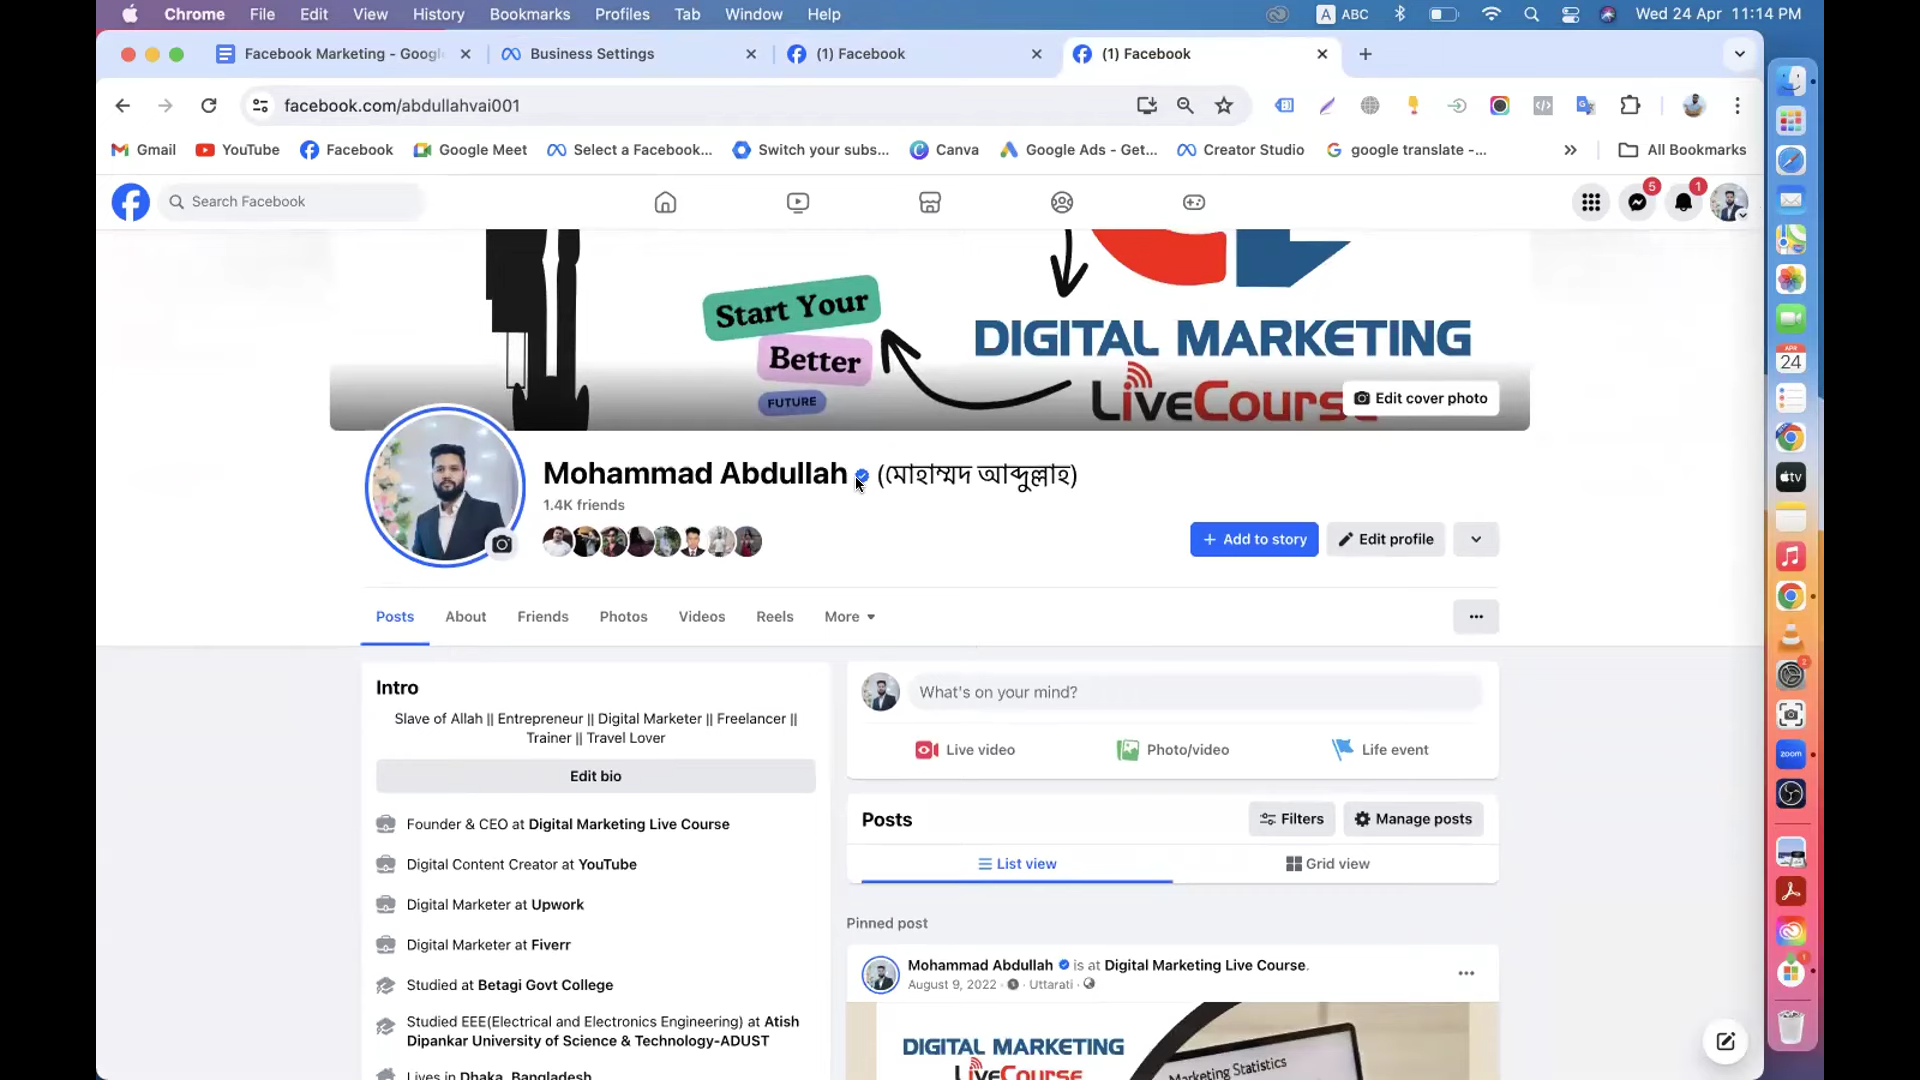 Chrome File Edit View History Bookmarks Profiles Tab Window Help
A ABC Wed 24 Apr 11:14 PM
Facebook Marketing - Googl
Business Settings
(1) Facebook
(1) Facebook
facebook.com/abdullahvai001
Gmail YouTube Facebook Google Meet Select a Facebook... Switch your subs... Canva Google Ads - Get... Creator Studio google translate -... All Bookmarks
Search Facebook
5
1
Start Your
Better
FUTURE
DIGITAL MARKETING
LiveCours
Edit cover photo
Mohammad Abdullah (মোহাম্মদ আব্দুল্লাহ)
1.4K friends
+ Add to story
Edit profile
Posts About Friends Photos Videos Reels More
Intro
Slave of Allah || Entrepreneur || Digital Marketer || Freelancer ||
Trainer || Travel Lover
Edit bio
Founder & CEO at Digital Marketing Live Course
Digital Content Creator at YouTube
Digital Marketer at Upwork
Digital Marketer at Fiverr
Studied at Betagi Govt College
Studied EEE(Electrical and Electronics Engineering) at Atish
Dipankar University of Science & Technology-ADUST
Lives in Dhaka, Bangladesh
What's on your mind?
Live video
Photo/video
Life event
Posts
Filters
Manage posts
List view
Grid view
Pinned post
Mohammad Abdullah is at Digital Marketing Live Course.
August 9, 2022 · Uttarati ·
DIGITAL MARKETING
LiveCourse
Marketing Statistics
APR
24
tv
2
zoom
1